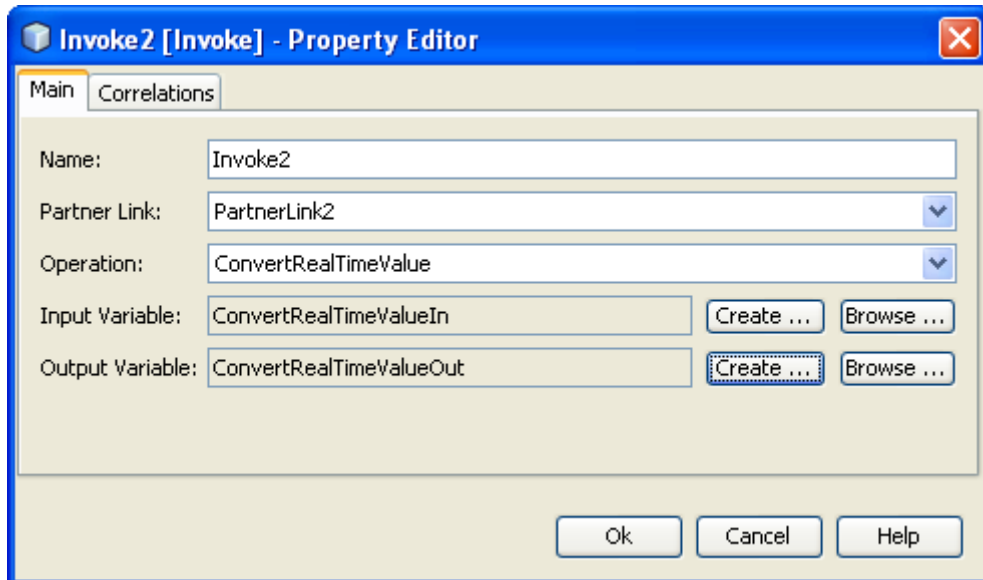 Invoke2 [Invoke] - Property Editor
Main Correlations
Name: Invoke2
Partner Link: PartnerLink2
Operation: ConvertRealTimeValue
Input Variable: ConvertRealTimeValueIn Create ... Browse ...
Output Variable: ConvertRealTimeValueOut Create ... Browse ...
Ok Cancel Help